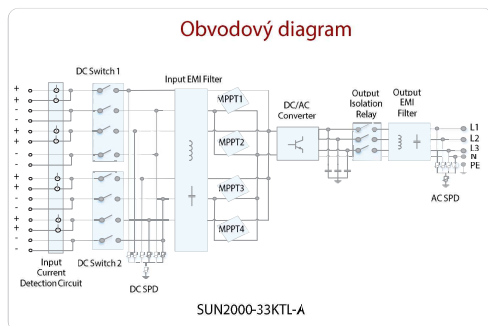 Obvodový diagram
DC Switch 1
Input EMI Filter
MPPT1
MPPT2
MPPT3
MPPT4
DC/AC
Converter
Output
Isolation
Relay
Output
EMI
Filter
L1
L2
L3
N
PE
AC SPD
+
+
-
-
+
+
-
-
+
+
-
-
+
+
-
-
Input
Current
Detection Circuit
DC Switch 2
DC SPD
SUN2000-33KTL-A